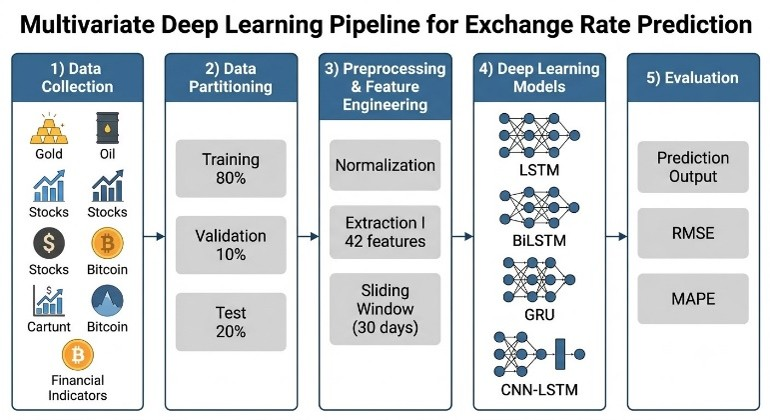 Multivariate Deep Learning Pipeline for Exchange Rate Prediction
1) Data
Collection
Gold
Oil
Stocks
Stocks
Stocks
Bitcoin
Cartunt
Bitcoin
Financial
Indicators
2) Data
Partitioning
Training
80%
Validation
10%
Test
20%
3) Preprocessing
& Feature
Engineering
Normalization
Extraction l
42 features
Sliding
Window
(30 days)
4) Deep Learning
Models
LSTM
BiLSTM
GRU
CNN-LSTM
5) Evaluation
Prediction
Output
RMSE
MAPE